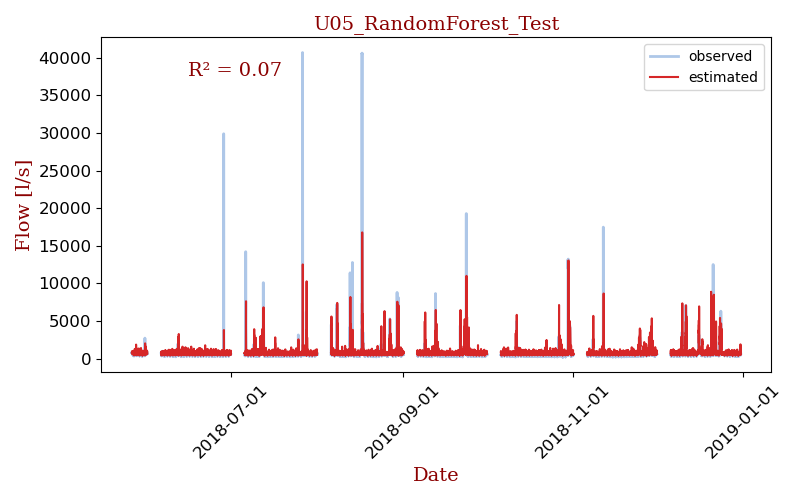 U05_RandomForest_Test
R² = 0.07
observed
estimated
Flow [l/s]
40000
35000
30000
25000
20000
15000
10000
5000
0
2018-07-01
2018-09-01
2018-11-01
2019-01-01
Date